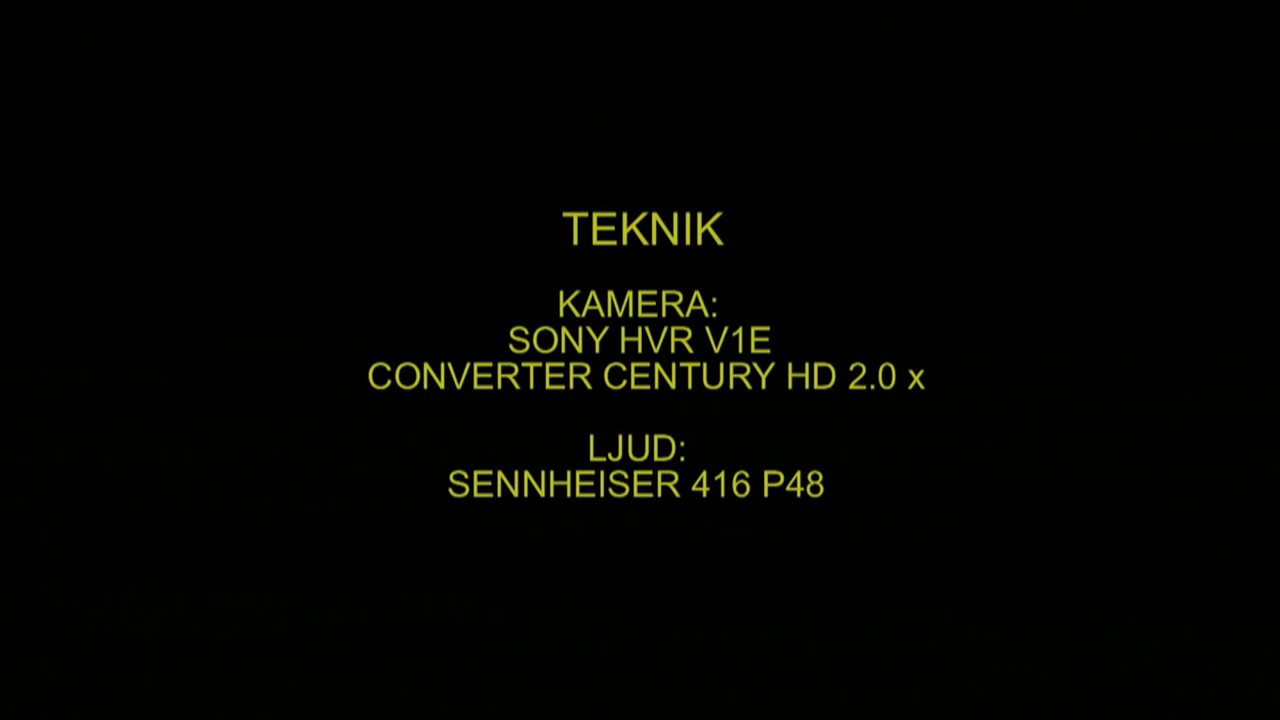 TEKNIK
KAMERA:
SONY HVR V1E
CONVERTER CENTURY HD 2.0 x
LJUD:
SENNHEISER 416 P48